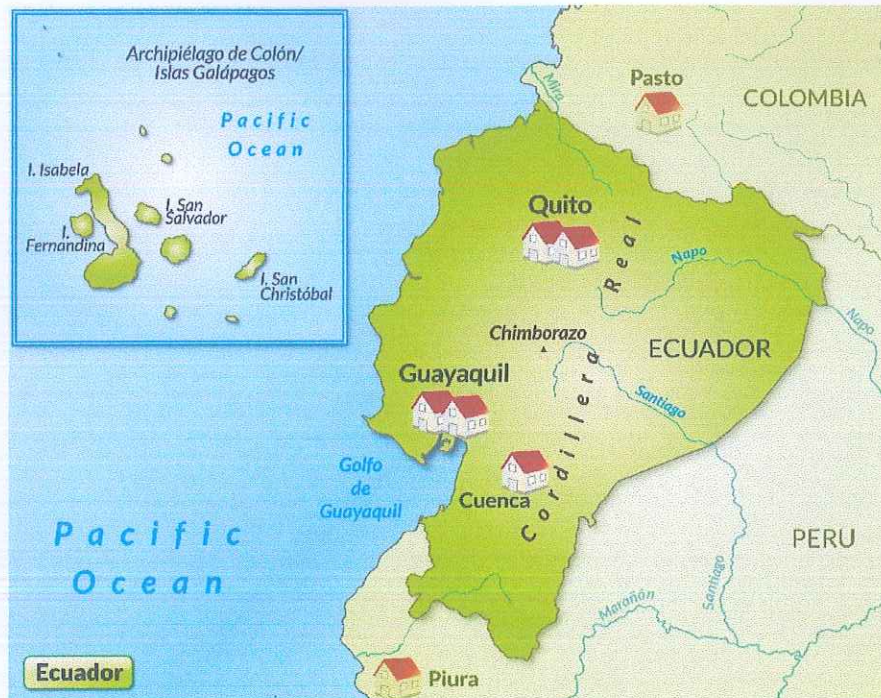 Archipiélago de Colón/
Islas Galápagos
Pacific
Ocean
I. Isabela
I. San
Salvador
I.
Fernandina
I. San
Christóbal
Mira
Pasto
COLOMBIA
Quito
Real
Napo
Napo
Chimborazo
ECUADOR
Guayaquil
Santiago
Cordillera
Golfo
de
Guayaquil
Cuenca
Pacific
Ocean
PERU
Santiago
Marañón
Ecuador
Piura